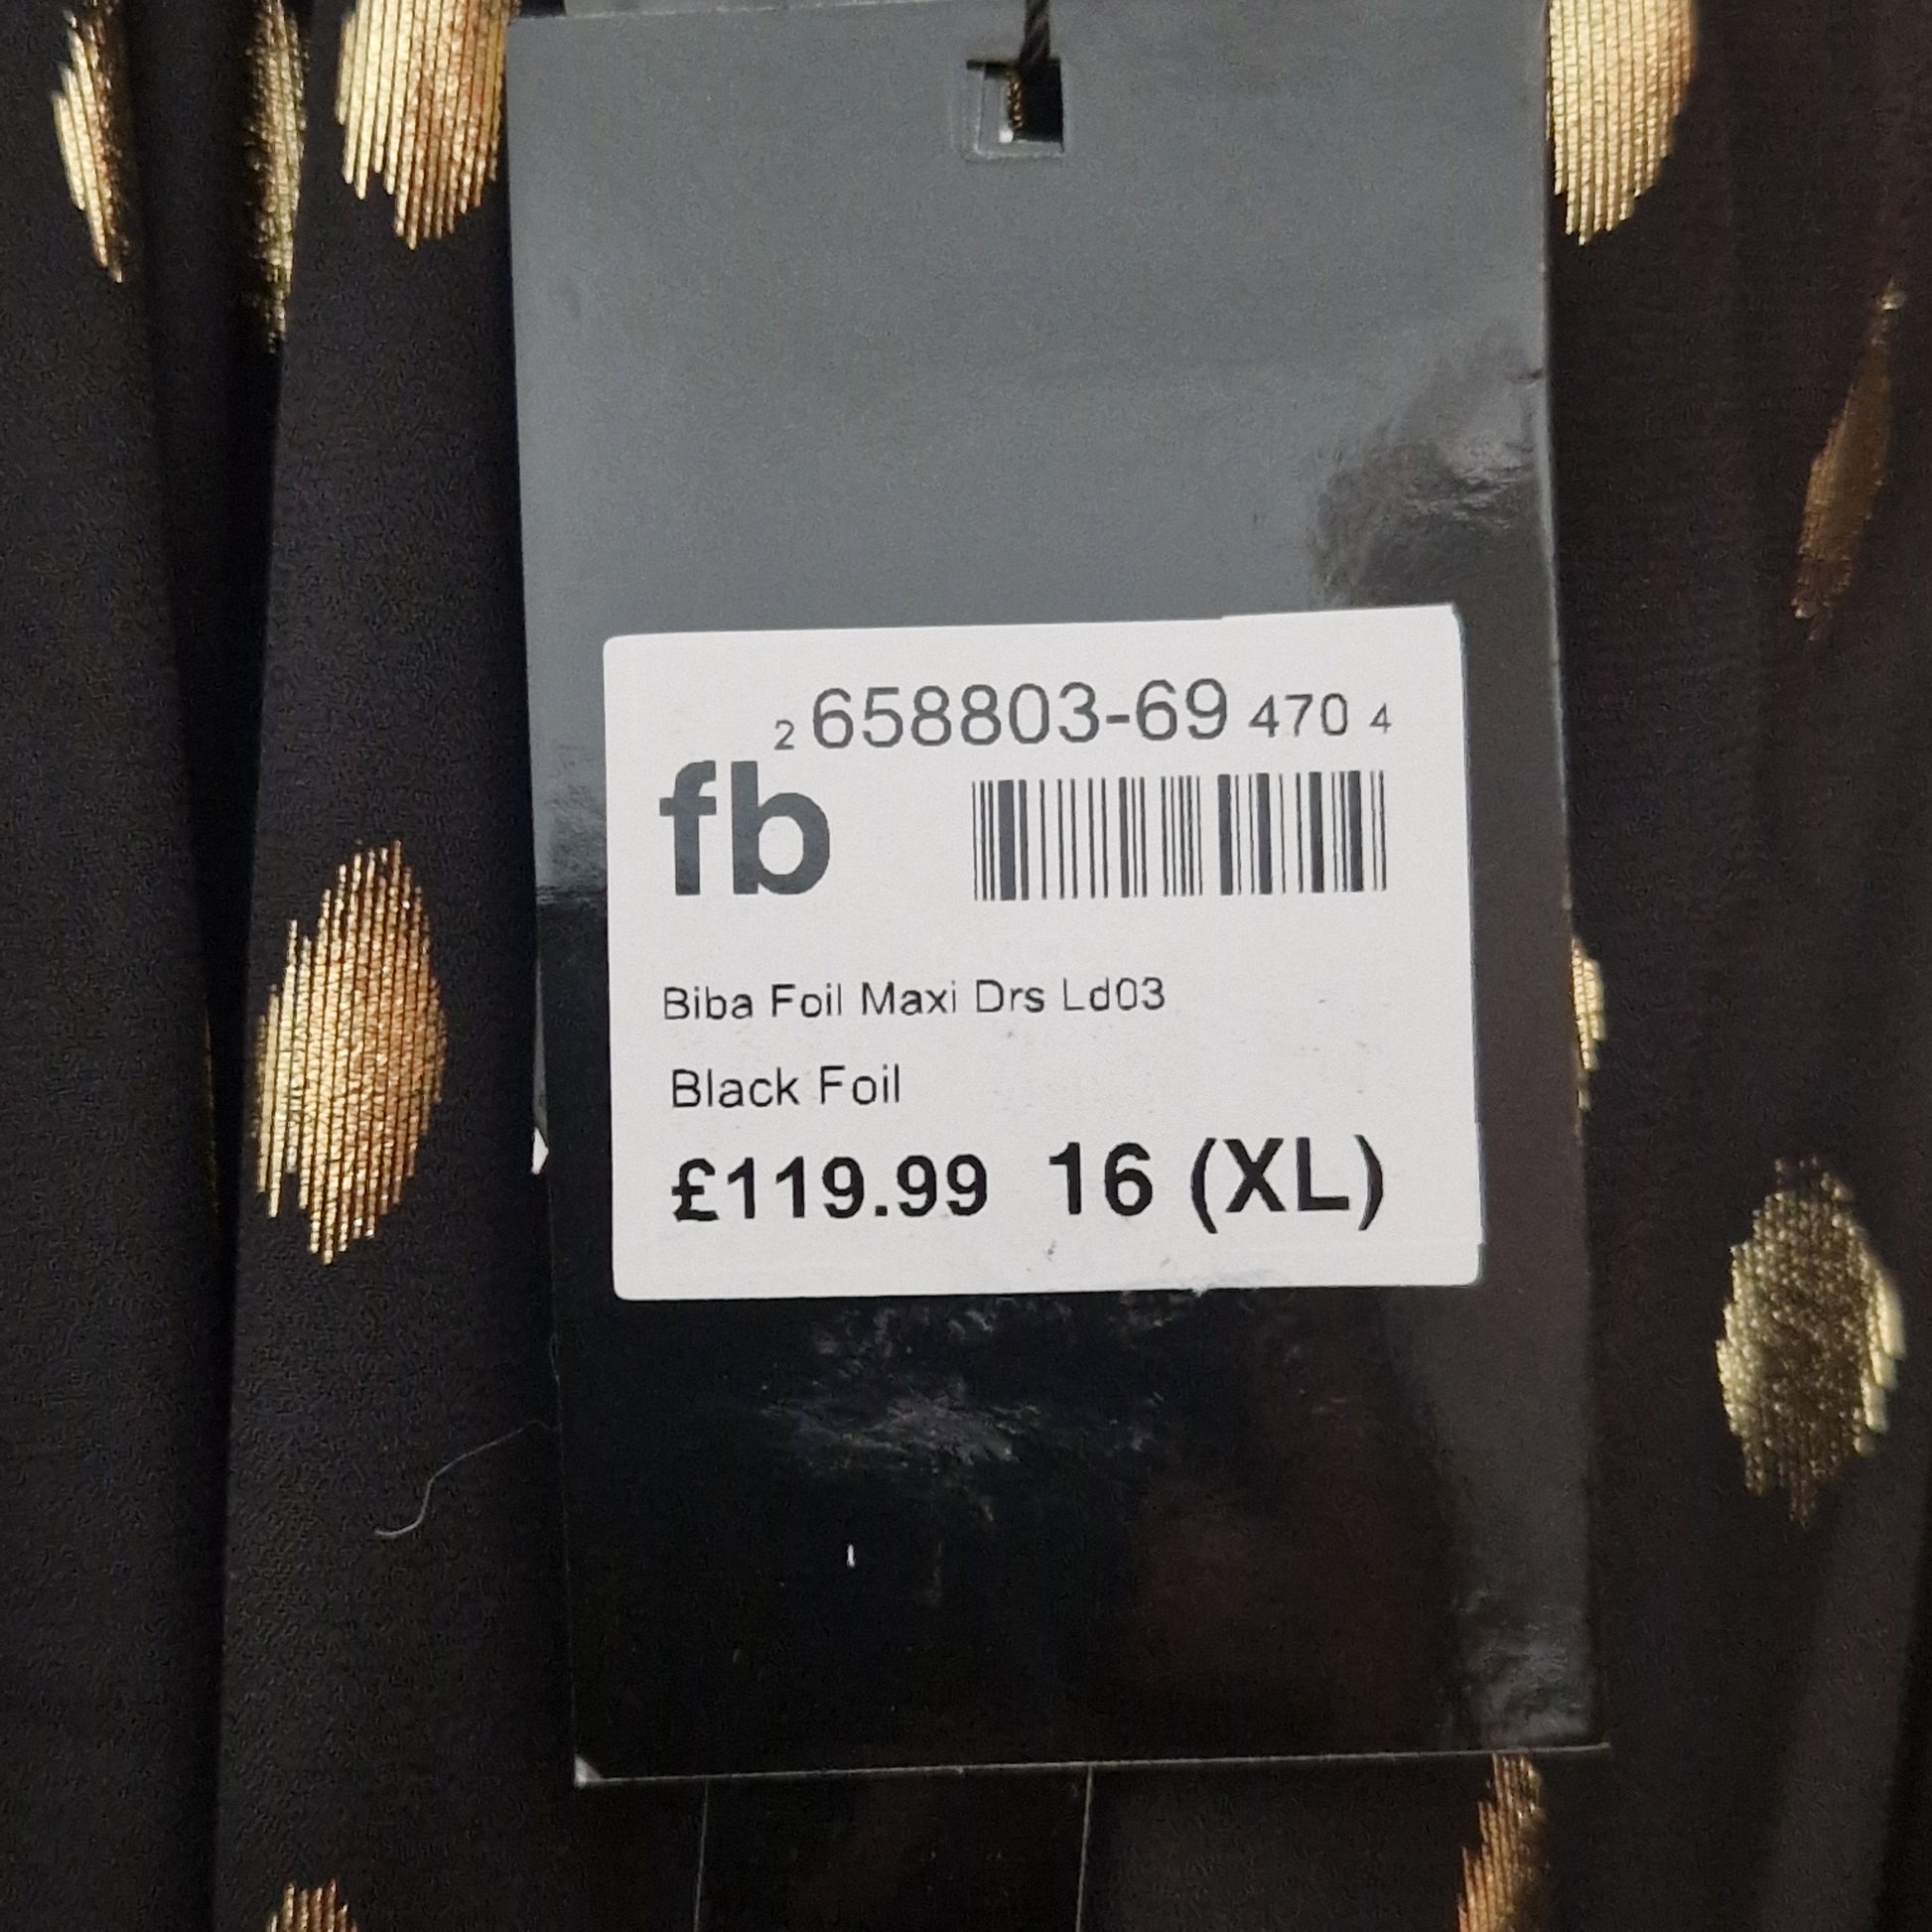 2 658803-69 470 4
fb
Biba Foil Maxi Drs Ld03
Black Foil
£119.99 16 (XL)